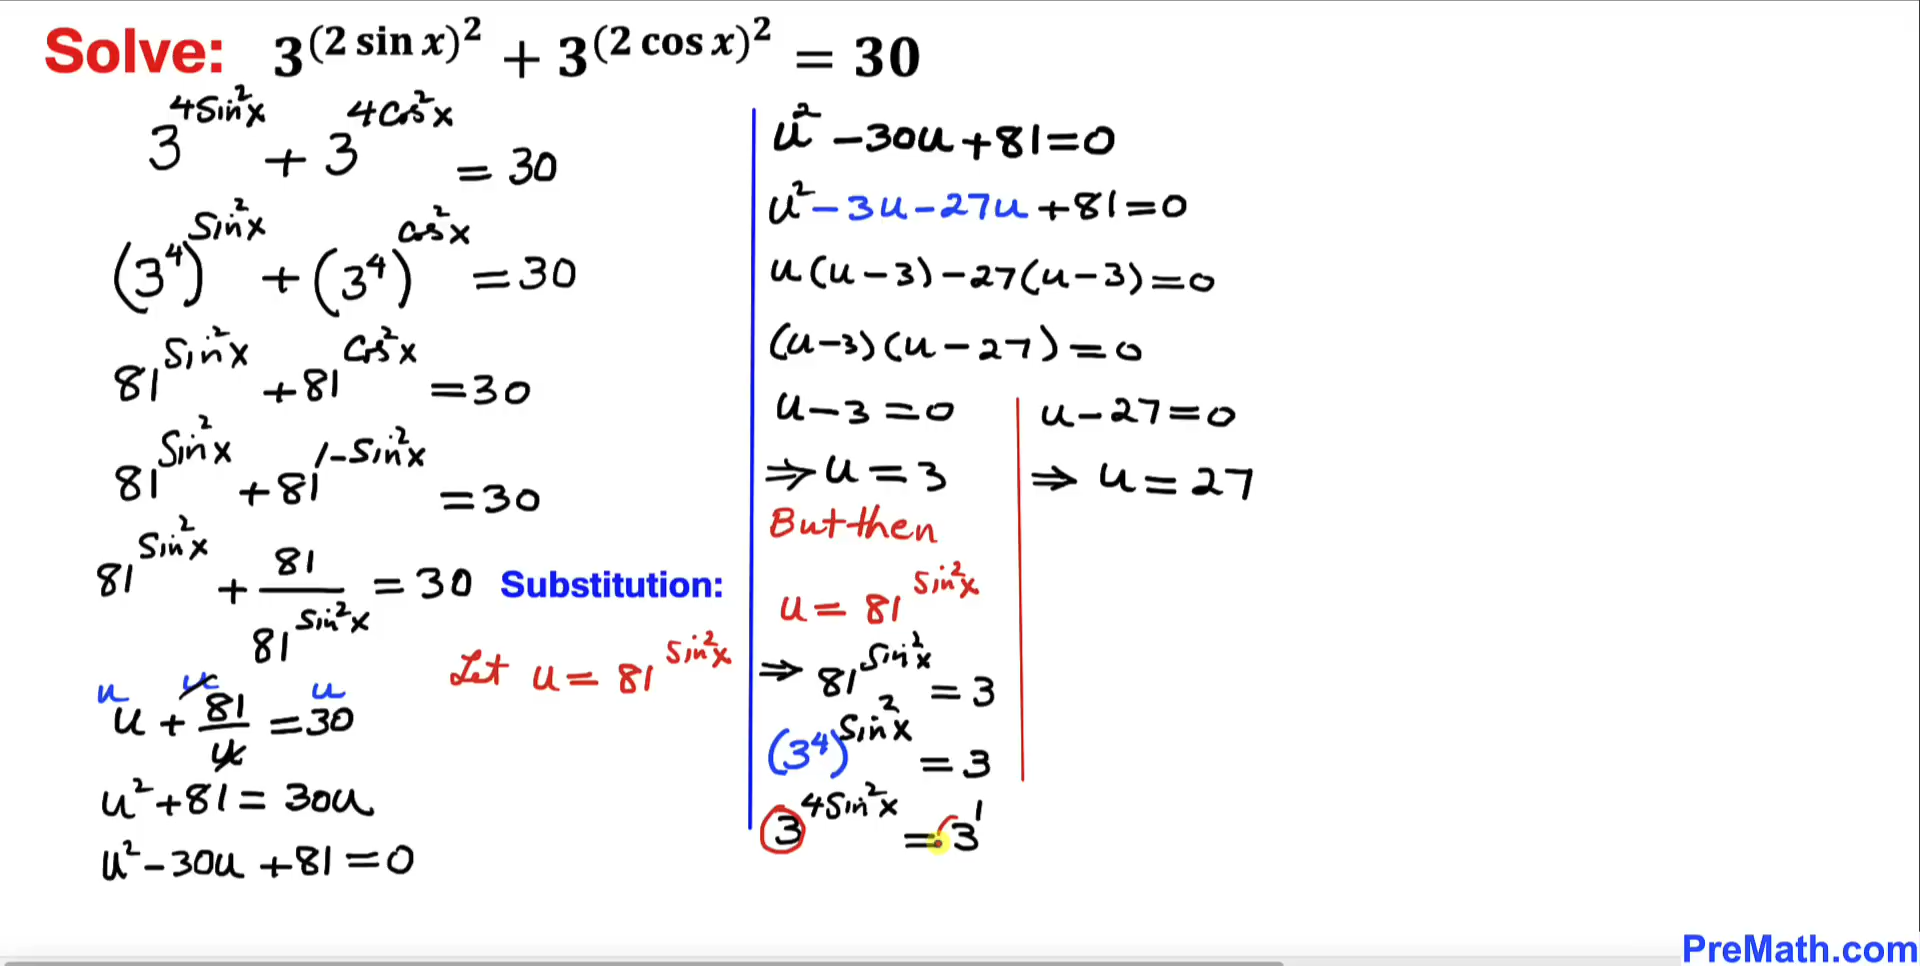 Solve: 3^(2 sin x)² + 3^(2 cos x)² = 30
3^4Sin²x + 3^4Cos²x = 30
(3⁴)^Sin²x + (3⁴)^Cos²x = 30
81^Sin²x + 81^Cos²x = 30
81^Sin²x + 81^1-Sin²x = 30
81^Sin²x + 81/81^Sin²x = 30
Substitution:
Let u = 81^Sin²x
u u u
u + 81/u = 30
u² + 81 = 30u
u² - 30u + 81 = 0
u² - 30u + 81 = 0
u² - 3u - 27u + 81 = 0
u(u - 3) - 27(u - 3) = 0
(u - 3)(u - 27) = 0
u - 3 = 0
⇒ u = 3
But then
u = 81^Sin²x
⇒ 81^Sin²x = 3
(3⁴)^Sin²x = 3
3^4Sin²x = 3¹
u - 27 = 0
⇒ u = 27
PreMath.com